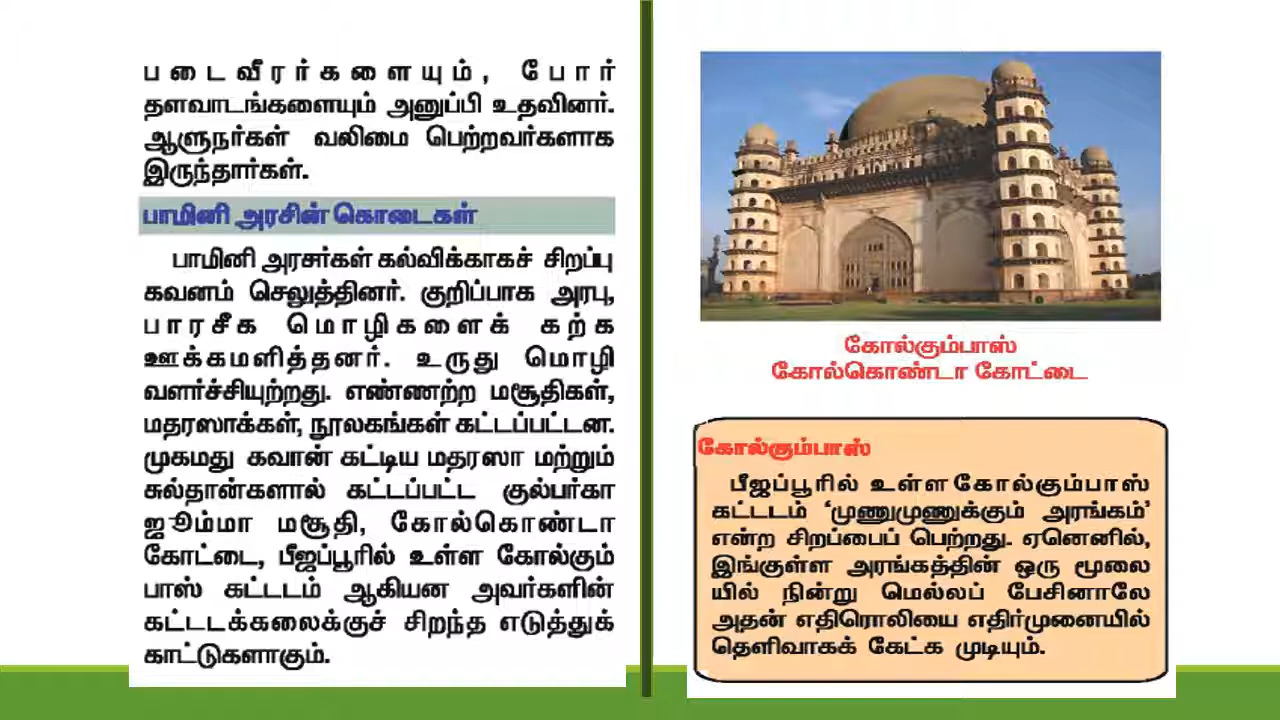 படைவீரர்களையும், போர்
தளவாடங்களையும் அனுப்பி உதவினர்.
ஆளுநர்கள் வலிமை பெற்றவர்களாக
இருந்தார்கள்.
பாமினி அரசின் கொடைகள்
பாமினி அரசர்கள் கல்விக்காகச் சிறப்பு
கவனம் செலுத்தினர். குறிப்பாக அரபு,
பாரசீக மொழிகளைக் கற்க
ஊக்கமளித்தனர். உருது மொழி
வளர்ச்சியுற்றது. எண்ணற்ற மசூதிகள்,
மதரஸாக்கள், நூலகங்கள் கட்டப்பட்டன.
முகமது கவான் கட்டிய மதரஸா மற்றும்
சுல்தான்களால் கட்டப்பட்ட குல்பர்கா
ஜூம்மா மசூதி, கோல்கொண்டா
கோட்டை, பீஜப்பூரில் உள்ள கோல்கும்
பாஸ் கட்டடம் ஆகியன அவர்களின்
கட்டடக்கலைக்குச் சிறந்த எடுத்துக்
காட்டுகளாகும்.
கோல்கும்பாஸ்
கோல்கொண்டா கோட்டை
கோல்கும்பாஸ்
பீஜப்பூரில் உள்ள கோல்கும்பாஸ்
கட்டடம் ‘முணுமுணுக்கும் அரங்கம்’
என்ற சிறப்பைப் பெற்றது. ஏனெனில்,
இங்குள்ள அரங்கத்தின் ஒரு மூலை
யில் நின்று மெல்லப் பேசினாலே
அதன் எதிரொலியை எதிர்முனையில்
தெளிவாகக் கேட்க முடியும்.